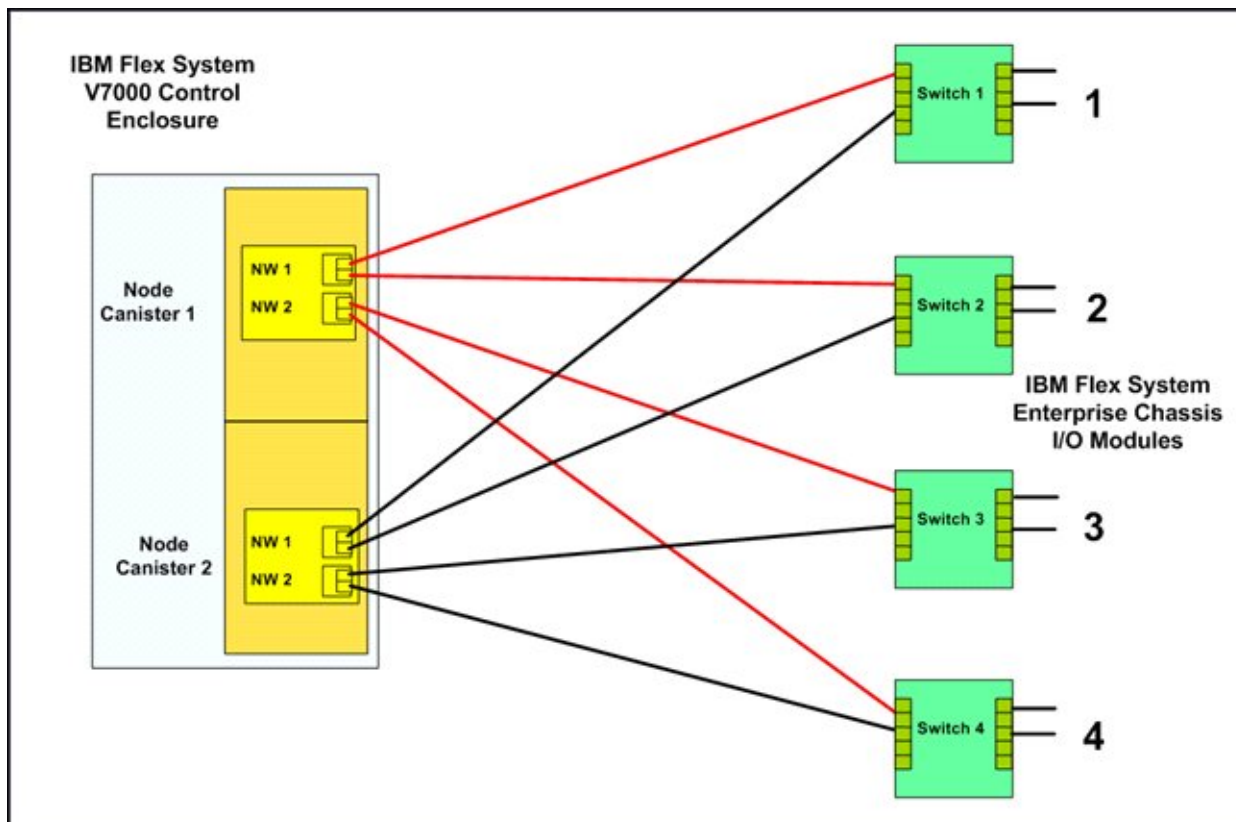 IBM Flex System
V7000 Control
Enclosure
Node
Canister 1
NW 1
NW 2
Node
Canister 2
NW 1
NW 2
Switch 1
1
Switch 2
2
IBM Flex System
Enterprise Chassis
I/O Modules
Switch 3
3
Switch 4
4